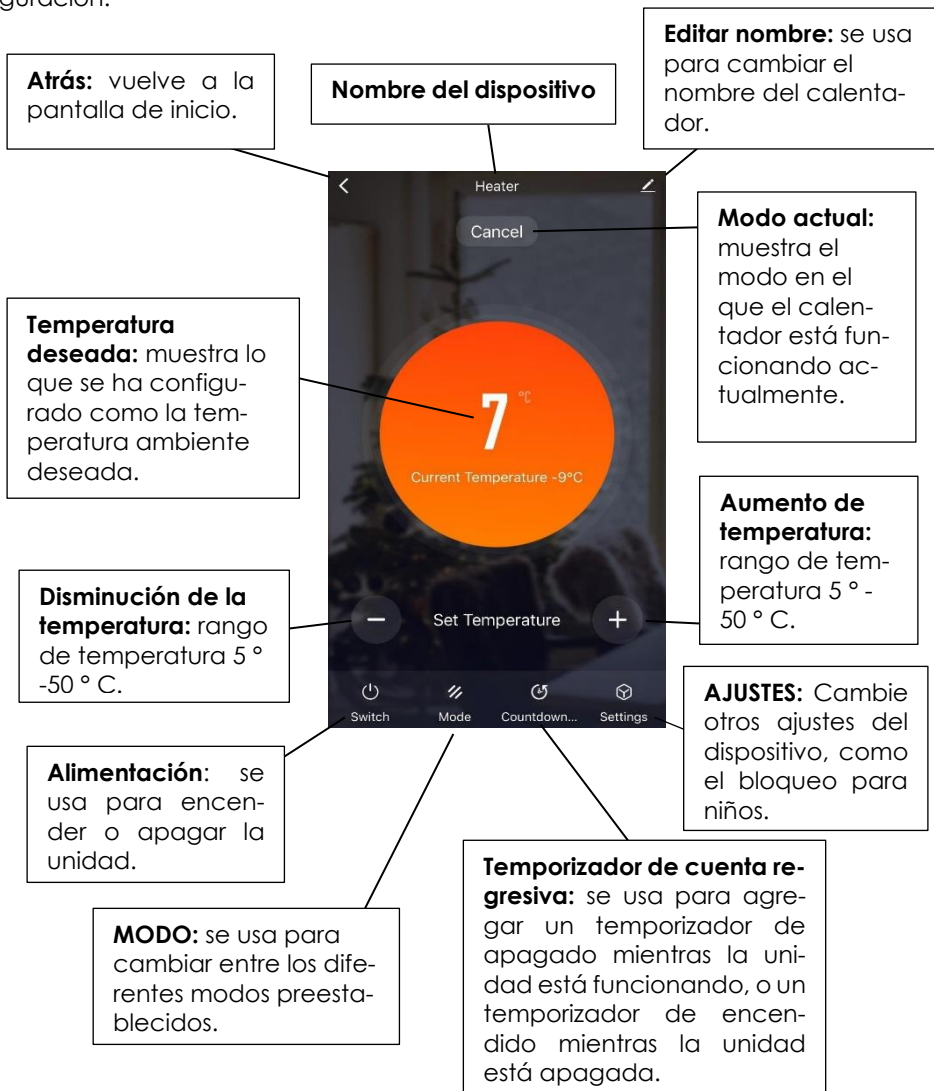 guración.
Editar nombre: se usa
para cambiar el
nombre del calenta-
dor.
Atrás: vuelve a la
pantalla de inicio.
Nombre del dispositivo
Heater
Cancel
Modo actual:
muestra el
modo en el
que el calen-
tador está fun-
cionando ac-
tualmente.
Temperatura
deseada: muestra lo
que se ha configu-
rado como la tem-
peratura ambiente
deseada.
7 °C
Current Temperature -9°C
Aumento de
temperatura:
rango de tem-
peratura 5 ° -
50 ° C.
Disminución de la
temperatura: rango
de temperatura 5 °
-50 ° C.
Set Temperature
Switch Mode Countdown... Settings
AJUSTES: Cambie
otros ajustes del
dispositivo, como
el bloqueo para
niños.
Alimentación: se
usa para encen-
der o apagar la
unidad.
Temporizador de cuenta re-
gresiva: se usa para agre-
gar un temporizador de
apagado mientras la uni-
dad está funcionando, o un
temporizador de encen-
dido mientras la unidad
está apagada.
MODO: se usa para
cambiar entre los dife-
rentes modos preesta-
blecidos.